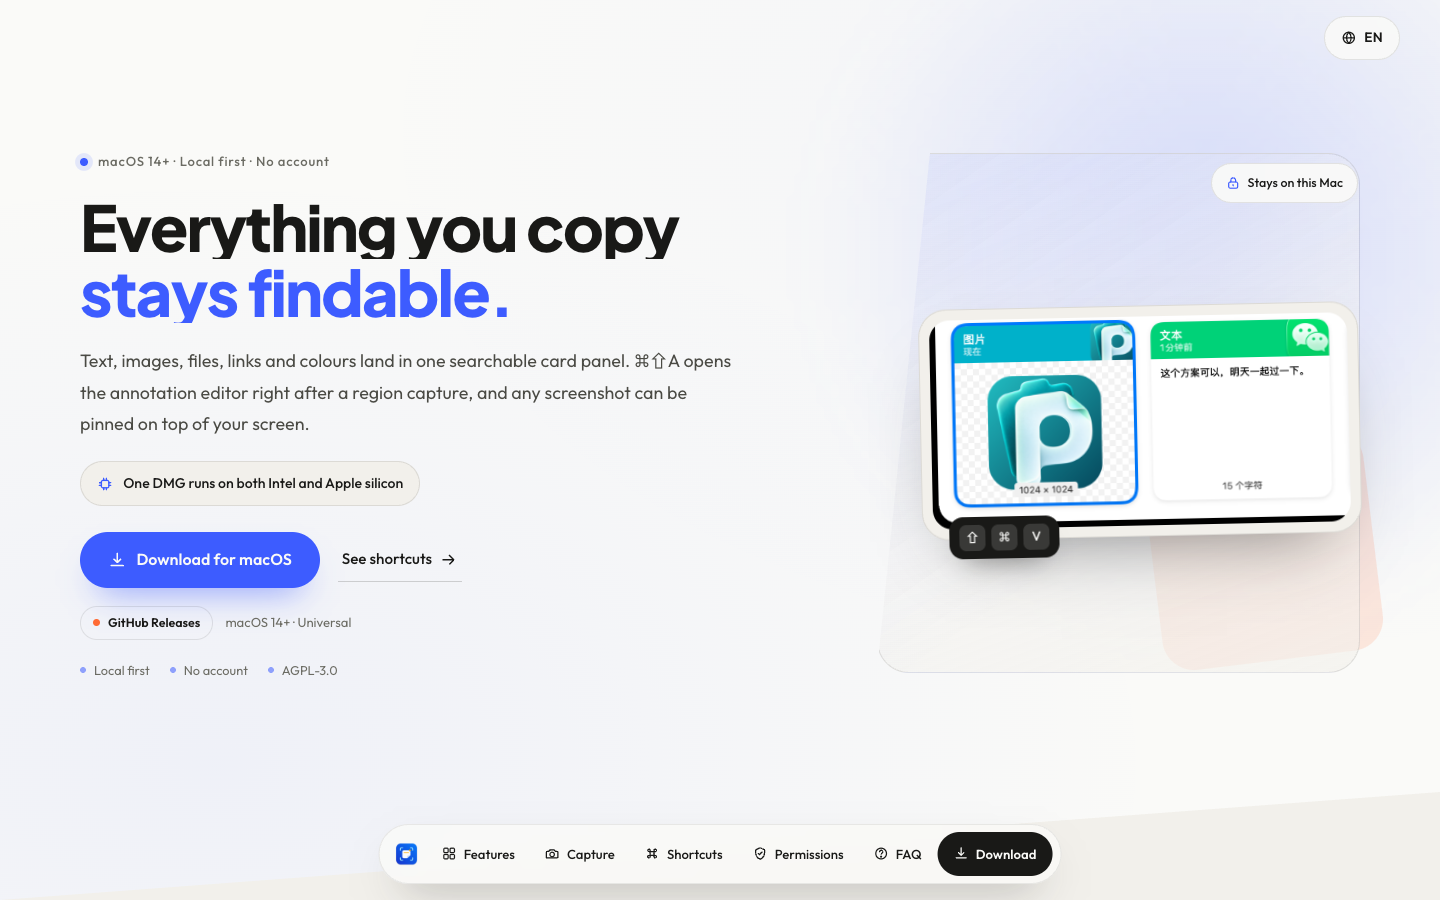 EN
macOS 14+ · Local first · No account
Everything you copy
stays findable.
Text, images, files, links and colours land in one searchable card panel. ⌘⇧A opens
the annotation editor right after a region capture, and any screenshot can be
pinned on top of your screen.
One DMG runs on both Intel and Apple silicon
Download for macOS
See shortcuts →
GitHub Releases
macOS 14+ · Universal
Local first
No account
AGPL-3.0
Stays on this Mac
图片
现在
1024 × 1024
文本
1分钟前
这个方案可以，明天一起过一下。
15 个字符
⇧ ⌘ V
Features
Capture
Shortcuts
Permissions
FAQ
Download